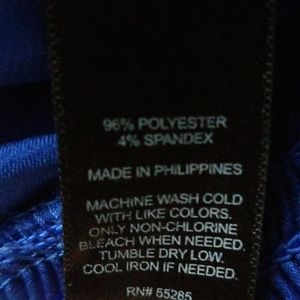 96% POLYESTER
4% SPANDEX
MADE IN PHILIPPINES
MACHINE WASH COLD
WITH LIKE COLORS.
ONLY NON-CHLORINE
BLEACH WHEN NEEDED.
TUMBLE DRY LOW.
COOL IRON IF NEEDED.
RN# 55285